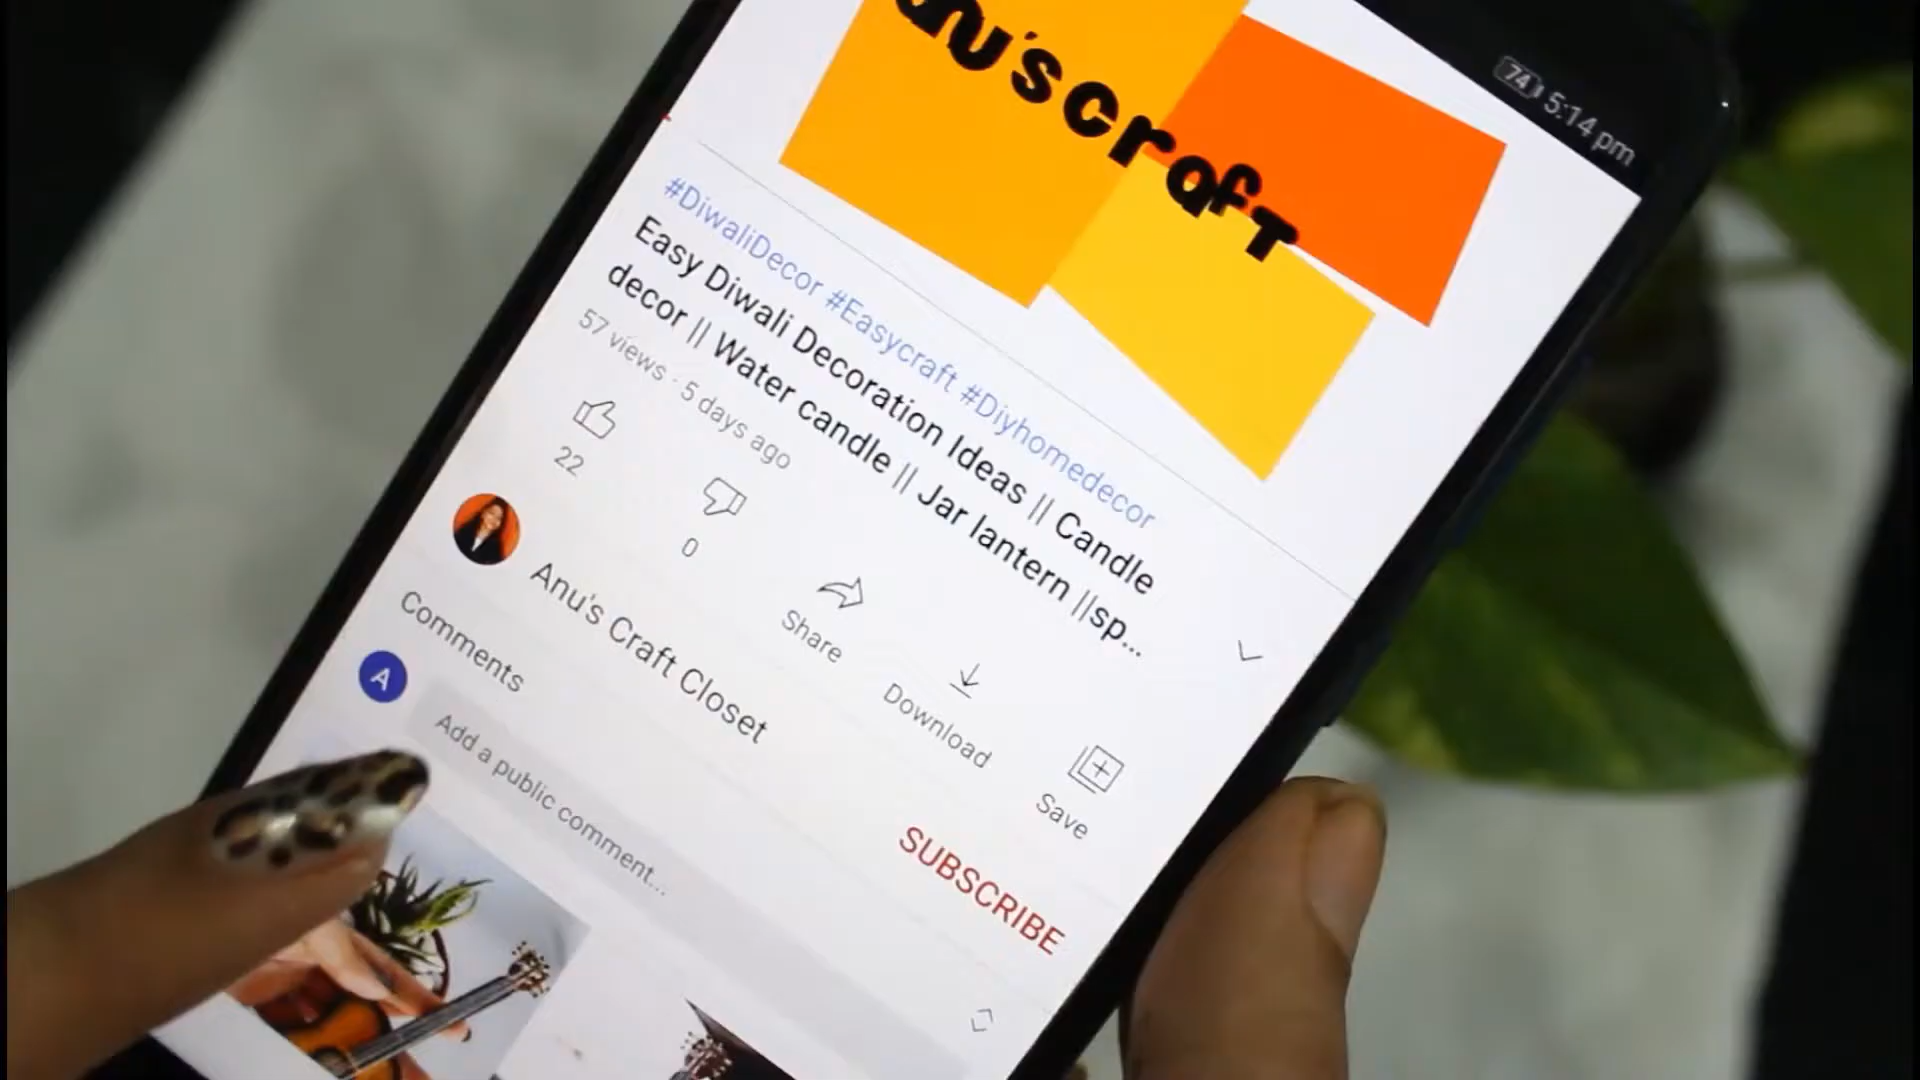 nu's craft
74 5:14 pm
#DiwaliDecor #Easycraft #Diyhomedecor
Easy Diwali Decoration Ideas || Candle
decor || Water candle || Jar lantern ||sp...
57 views · 5 days ago
22
0
Share
Download
Save
Anu's Craft Closet
SUBSCRIBE
Comments
A
Add a public comment...